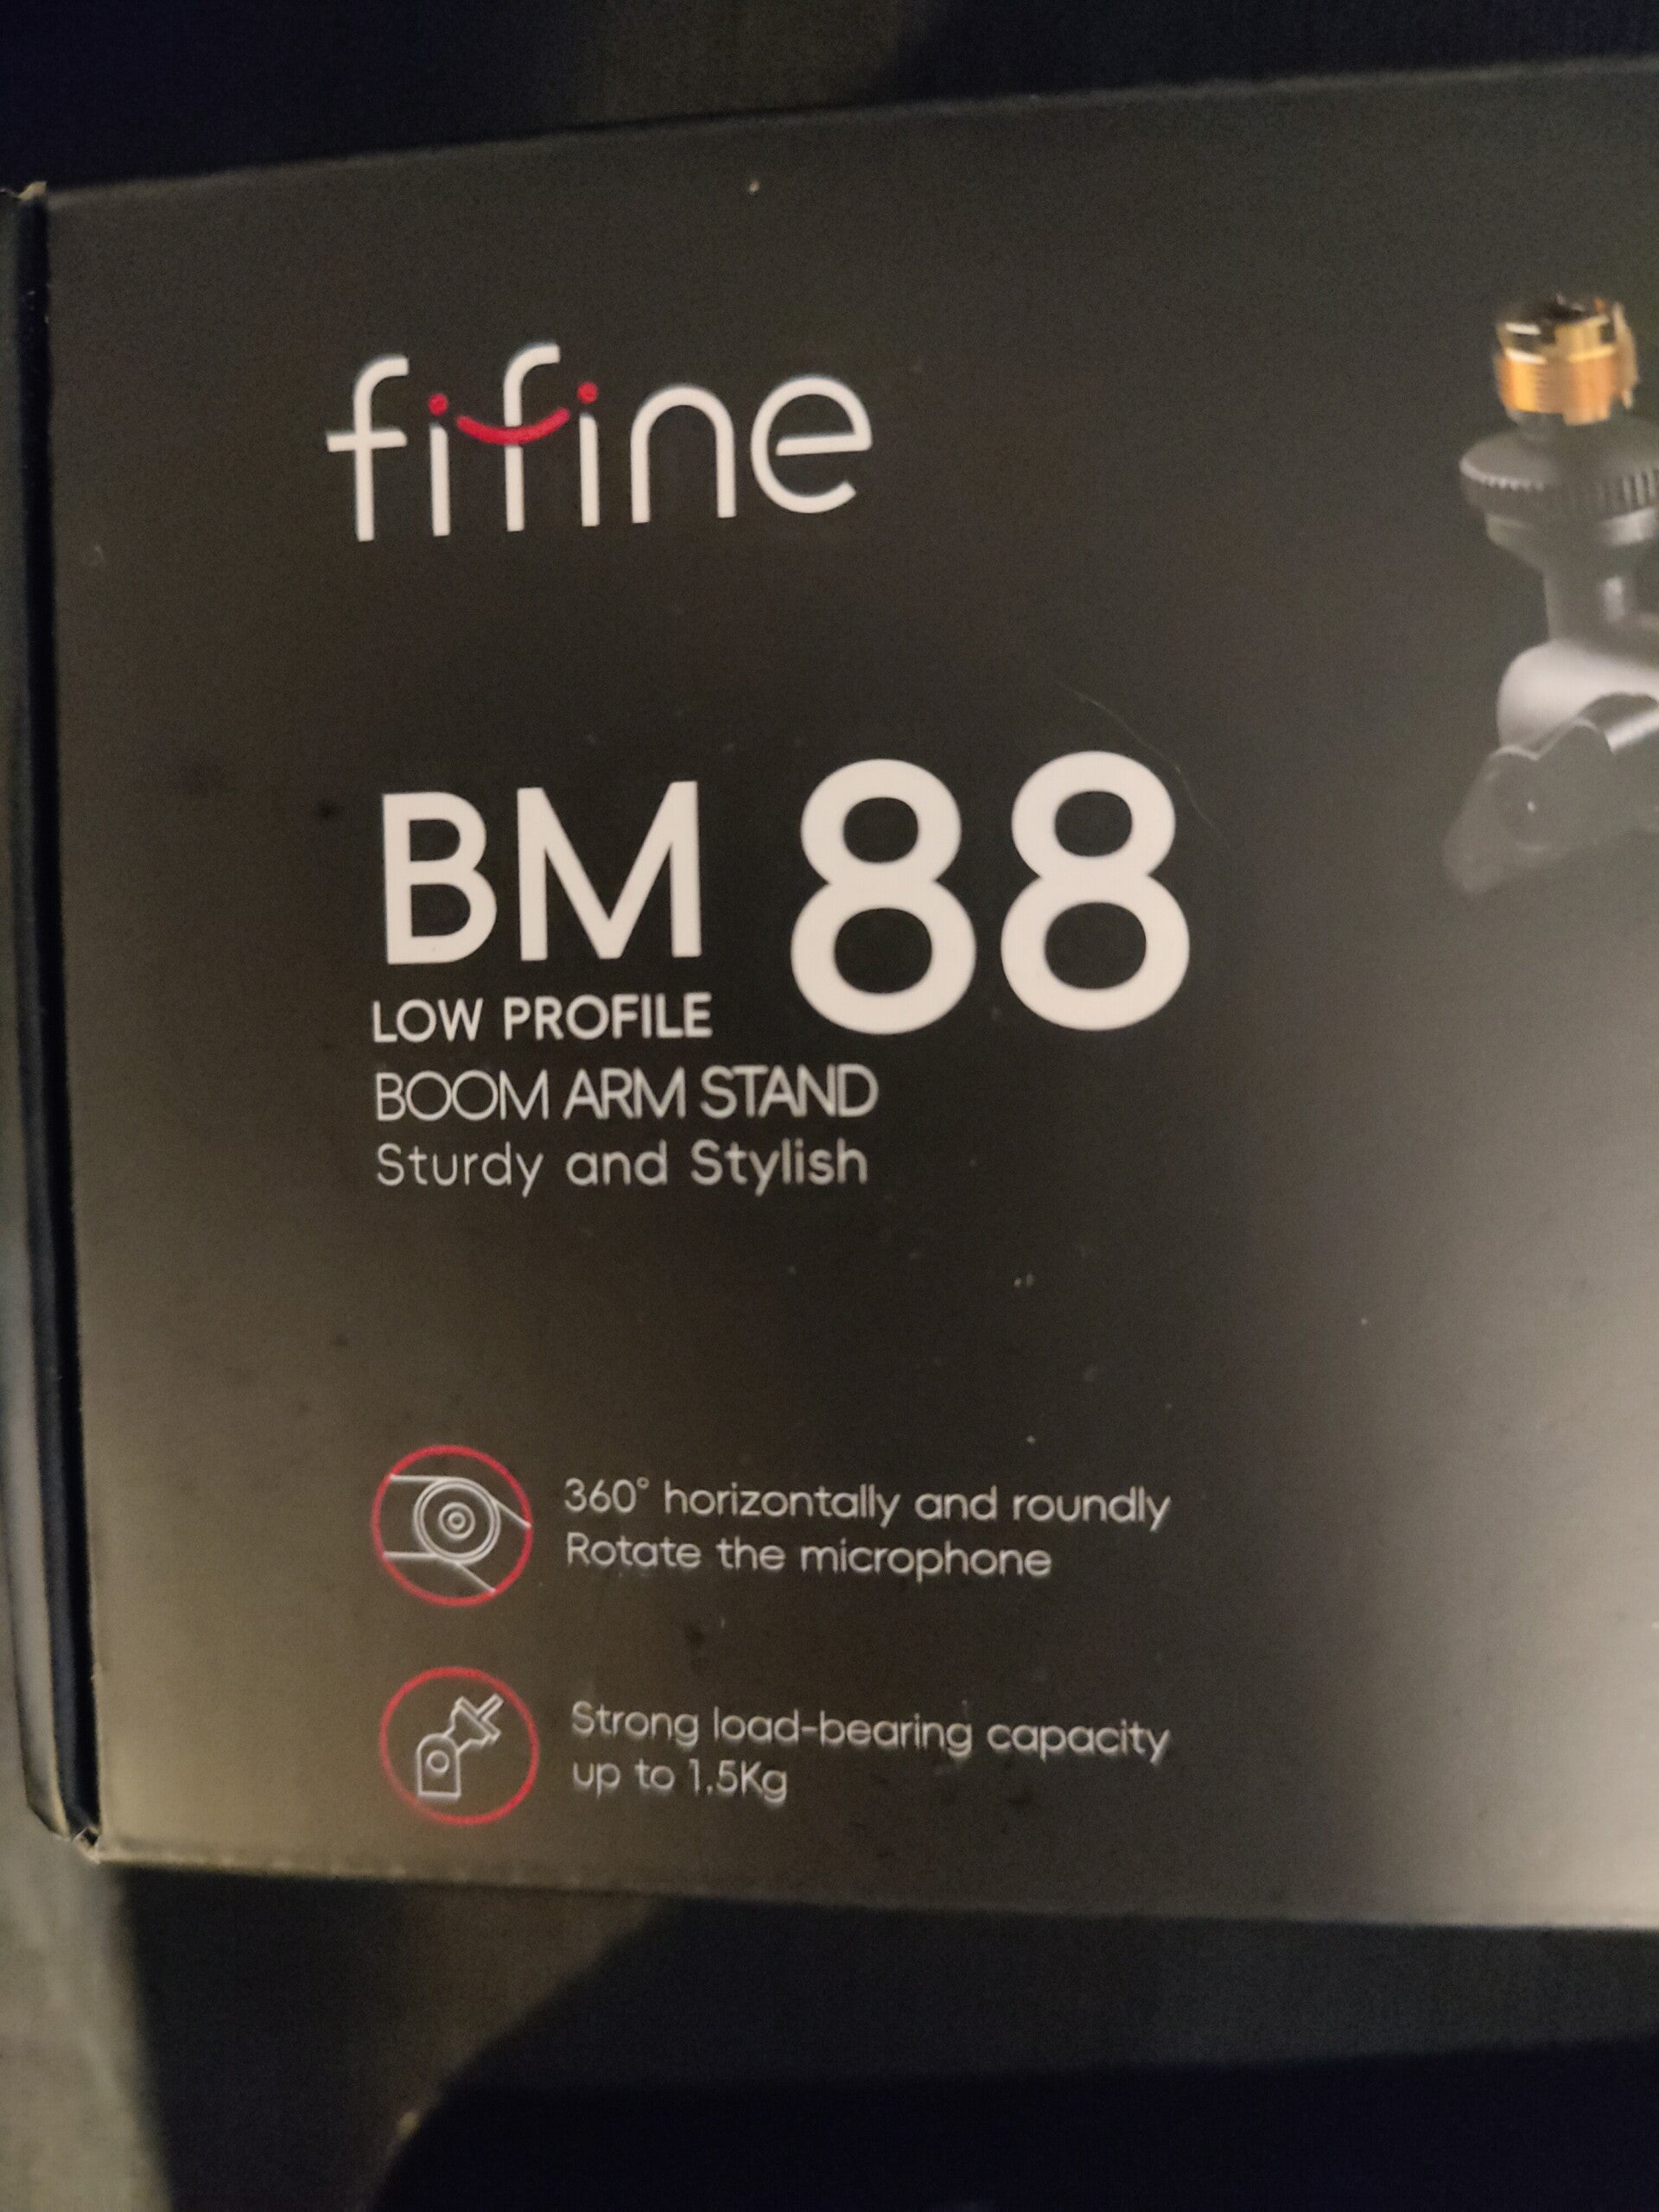 fifine
BM 88
LOW PROFILE
BOOM ARM STAND
Sturdy and Stylish
360° horizontally and roundly
Rotate the microphone
Strong load-bearing capacity
up to 1.5Kg